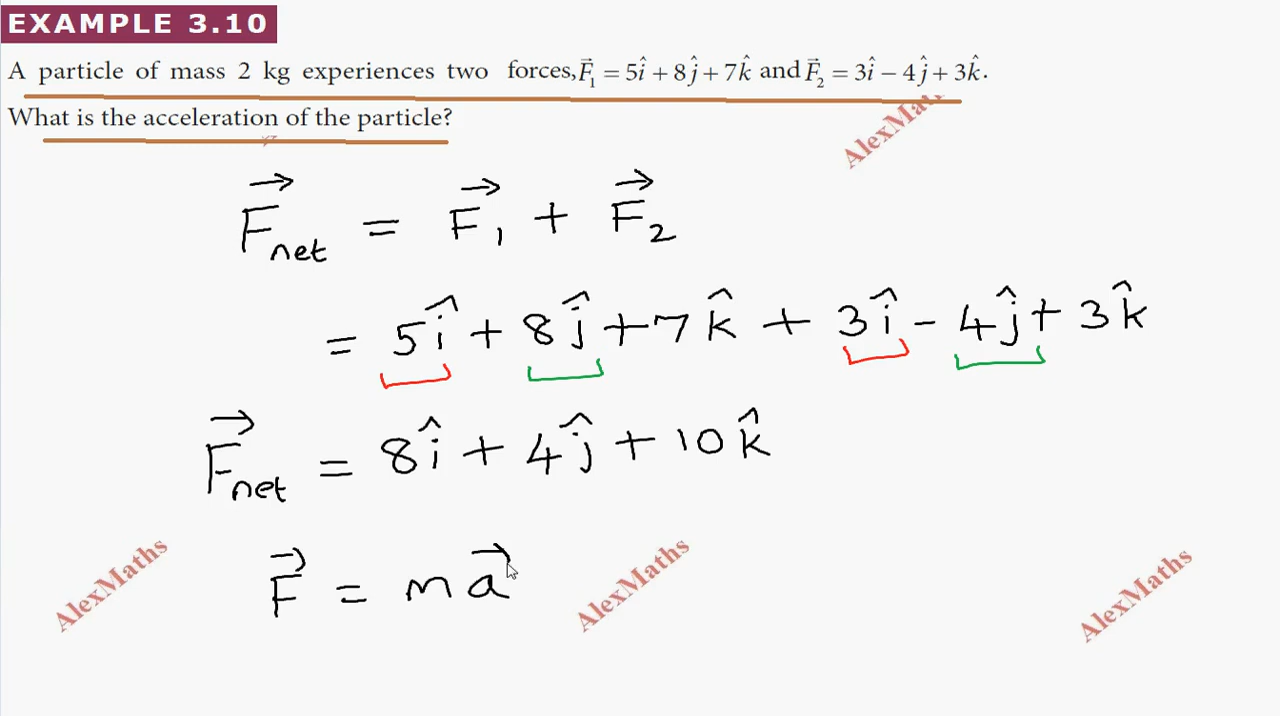 EXAMPLE 3.10
A particle of mass 2 kg experiences two forces, F⃗₁ = 5î + 8ĵ + 7k̂ and F⃗₂ = 3î − 4ĵ + 3k̂.
What is the acceleration of the particle?
AlexMaths
F⃗net = F⃗₁ + F⃗₂
= 5î + 8ĵ + 7k̂ + 3î − 4ĵ + 3k̂
F⃗net = 8î + 4ĵ + 10k̂
F⃗ = ma⃗
AlexMaths
AlexMaths
AlexMaths